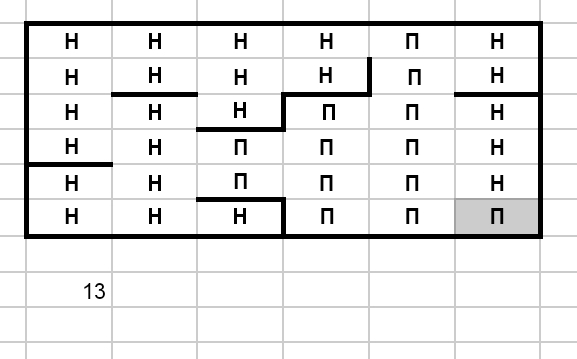 Н Н Н Н П Н
Н Н Н Н П Н
Н Н Н П П Н
Н Н П П П Н
Н Н П П П Н
Н Н Н П П П
13